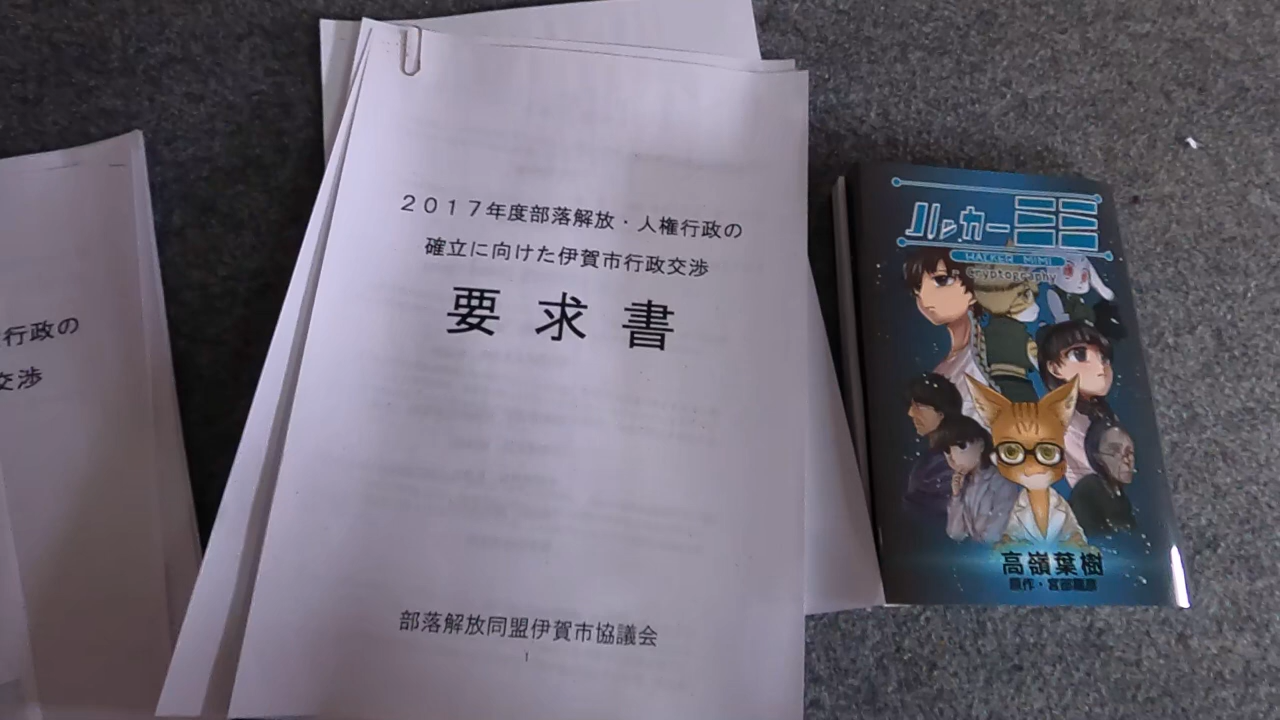 行政の
交渉
2017年度部落解放・人権行政の
確立に向けた伊賀市行政交渉
要求書
部落解放同盟伊賀市協議会
1
ハッカーミミ
HACKER MIMI
Cryptography
高嶺葉樹
原作・宮部龍彦